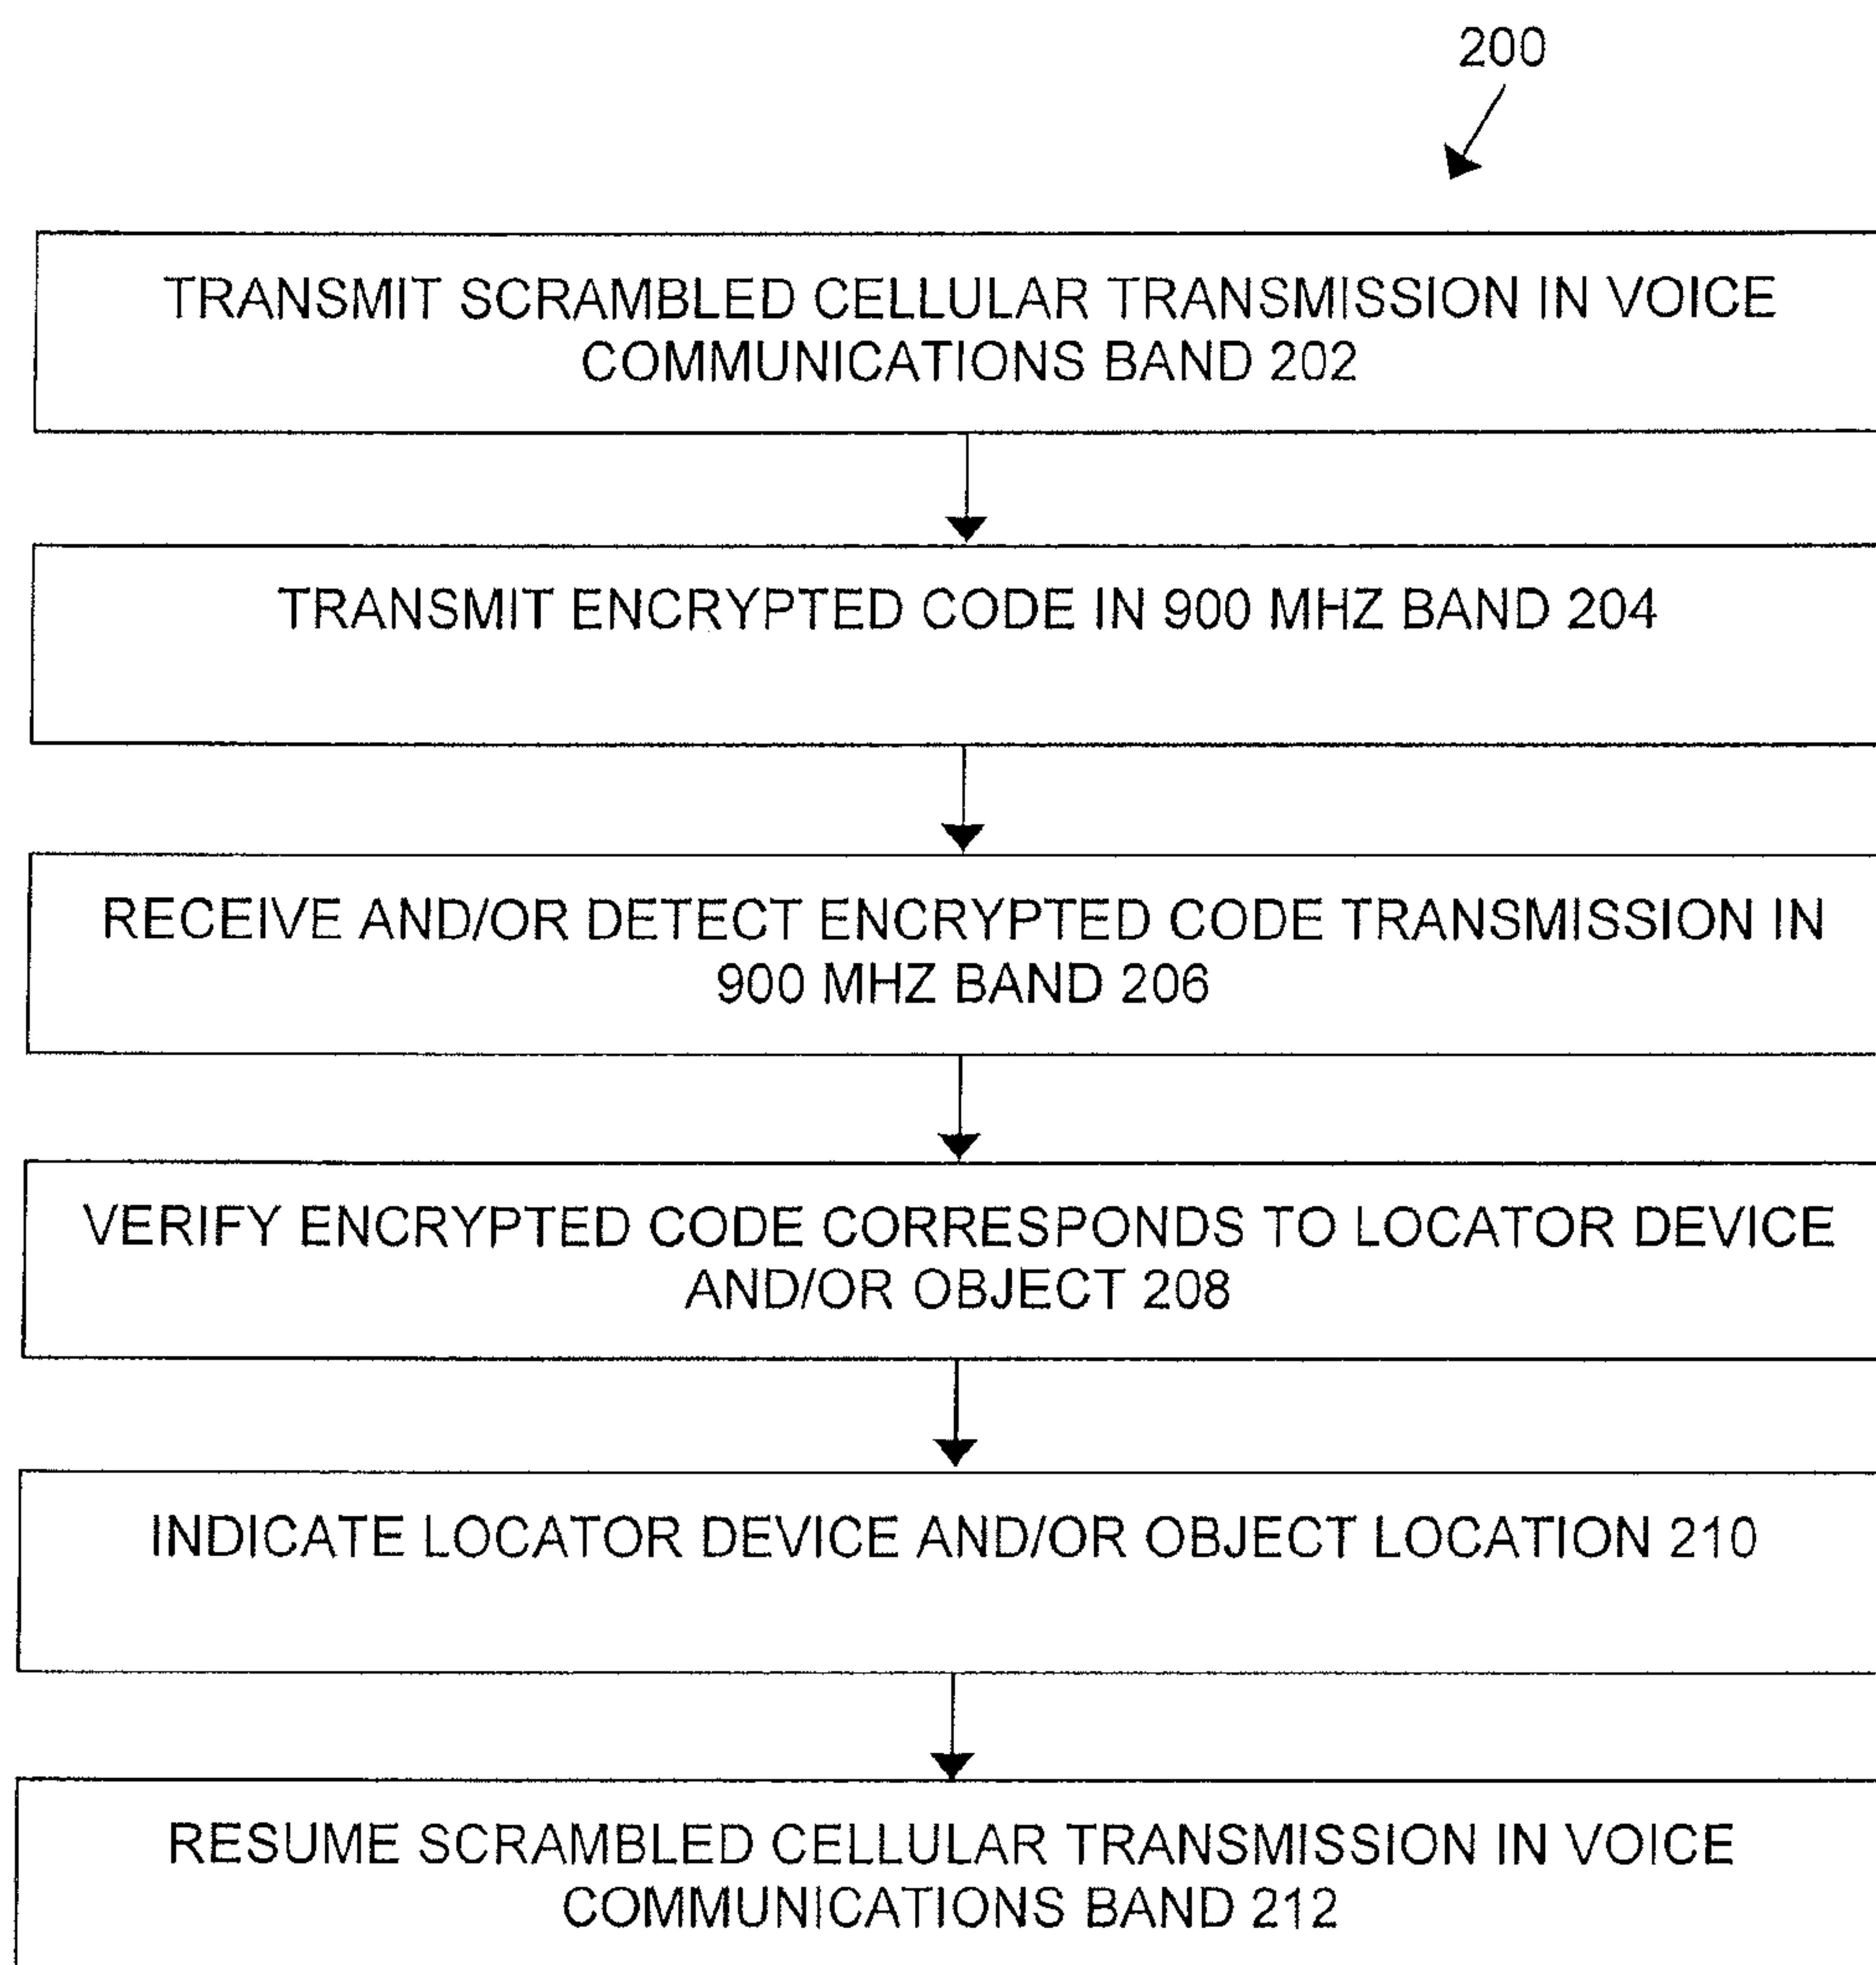 200
TRANSMIT SCRAMBLED CELLULAR TRANSMISSION IN VOICE
COMMUNICATIONS BAND 202
TRANSMIT ENCRYPTED CODE IN 900 MHZ BAND 204
RECEIVE AND/OR DETECT ENCRYPTED CODE TRANSMISSION IN
900 MHZ BAND 206
VERIFY ENCRYPTED CODE CORRESPONDS TO LOCATOR DEVICE
AND/OR OBJECT 208
INDICATE LOCATOR DEVICE AND/OR OBJECT LOCATION 210
RESUME SCRAMBLED CELLULAR TRANSMISSION IN VOICE
COMMUNICATIONS BAND 212